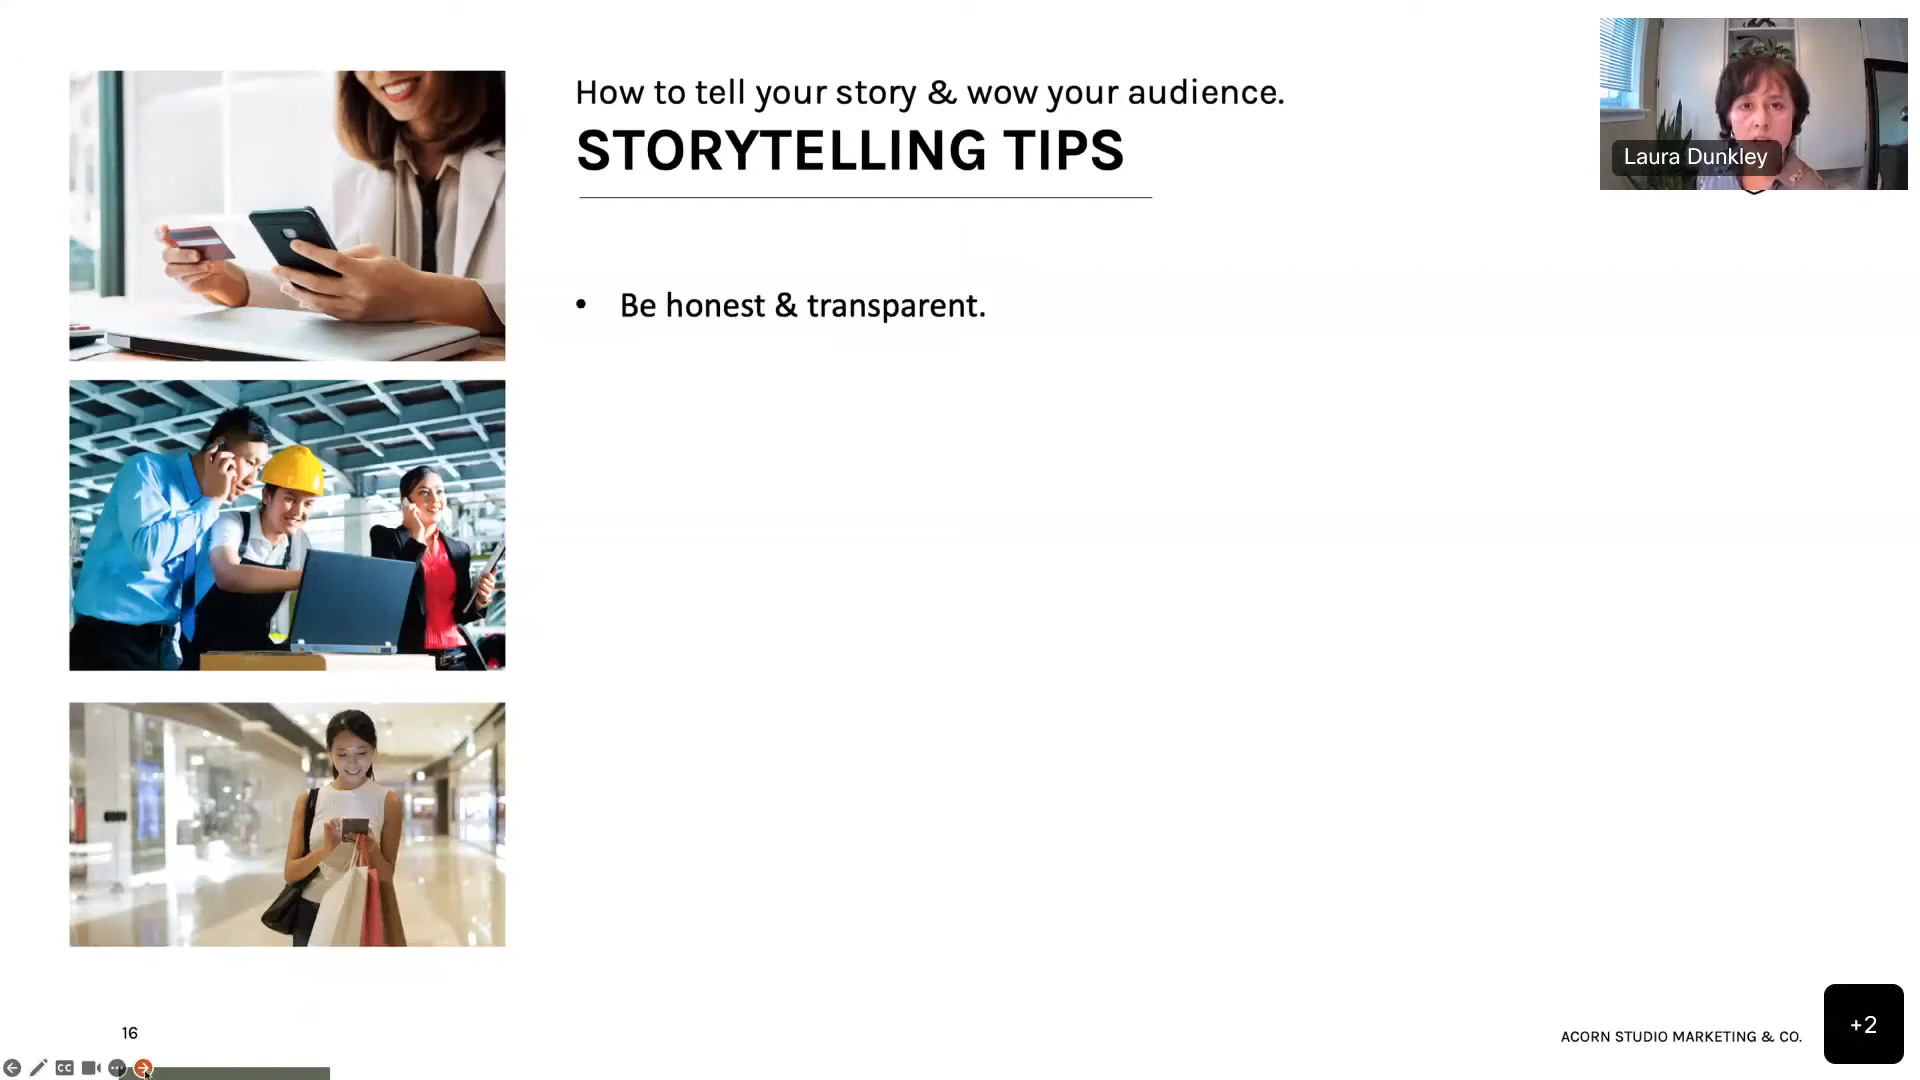 How to tell your story & wow your audience.
STORYTELLING TIPS
Laura Dunkley
• Be honest & transparent.
16
ACORN STUDIO MARKETING & CO.
+2
CC